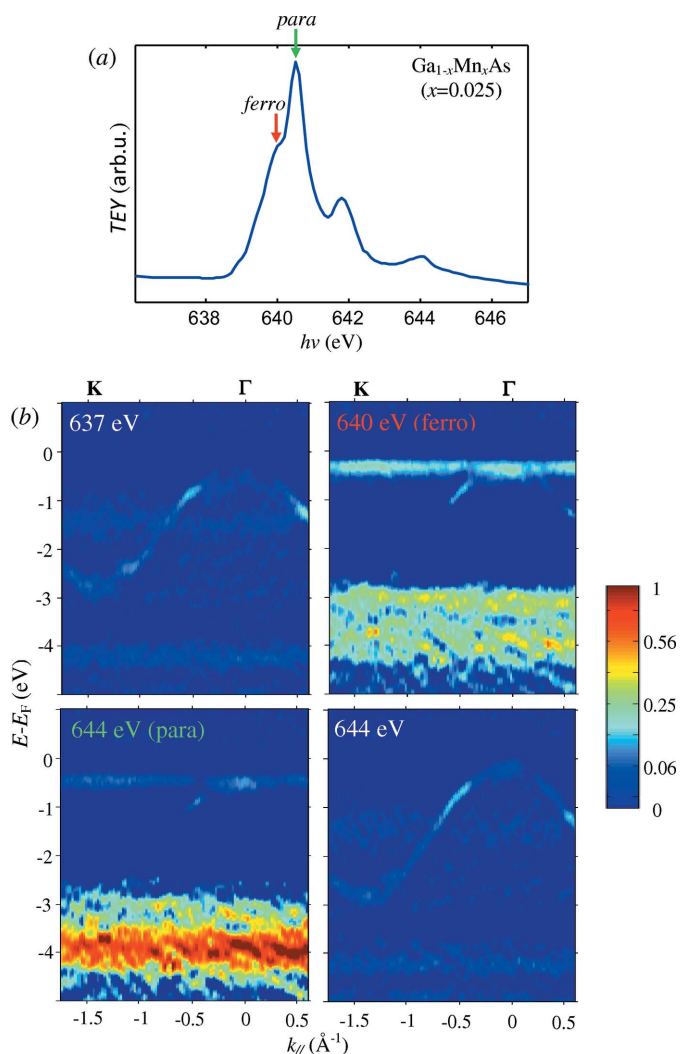 para
(a)
Ga1-xMnxAs
(x=0.025)
ferro
TEY (arb.u.)
638 640 642 644 646
hν (eV)
K Γ K Γ
(b)
637 eV
640 eV (ferro)
0
-1
-2
-3
-4
1
0.56
0.25
0.06
0
E-EF (eV)
644 eV (para)
644 eV
0
-1
-2
-3
-4
-1.5 -1 -0.5 0 0.5 -1.5 -1 -0.5 0 0.5
k// (Å-1)